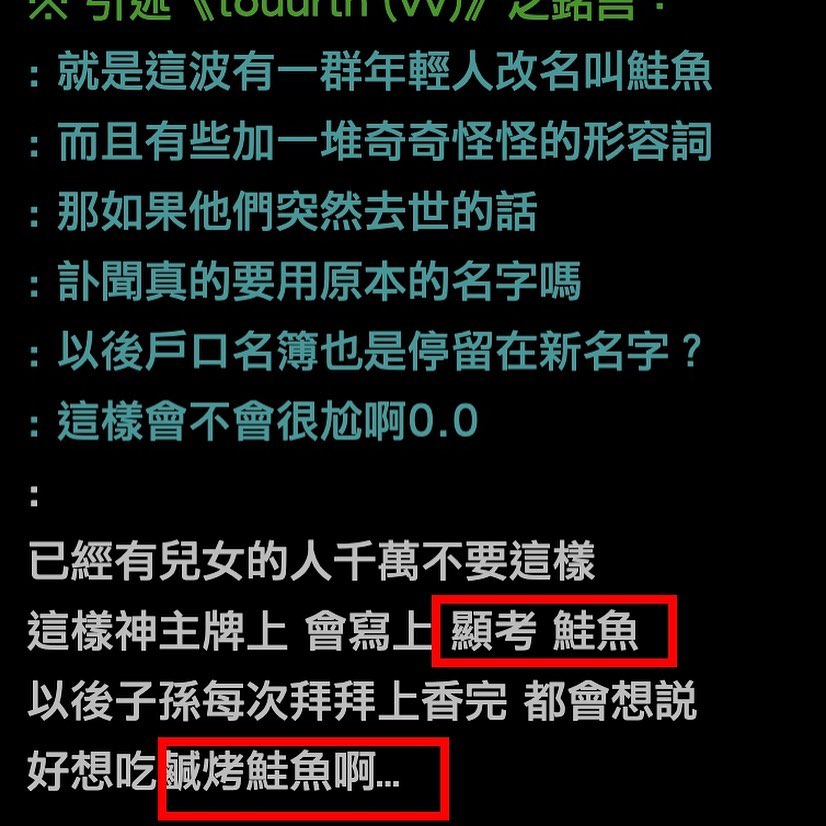 ※ 引述《todurth (vv)》之銘言：
: 就是這波有一群年輕人改名叫鮭魚
: 而且有些加一堆奇奇怪怪的形容詞
: 那如果他們突然去世的話
: 訃聞真的要用原本的名字嗎
: 以後戶口名簿也是停留在新名字？
: 這樣會不會很尬啊0.0
:
已經有兒女的人千萬不要這樣
這樣神主牌上 會寫上 顯考 鮭魚
以後子孫每次拜拜上香完 都會想説
好想吃鹹烤鮭魚啊...